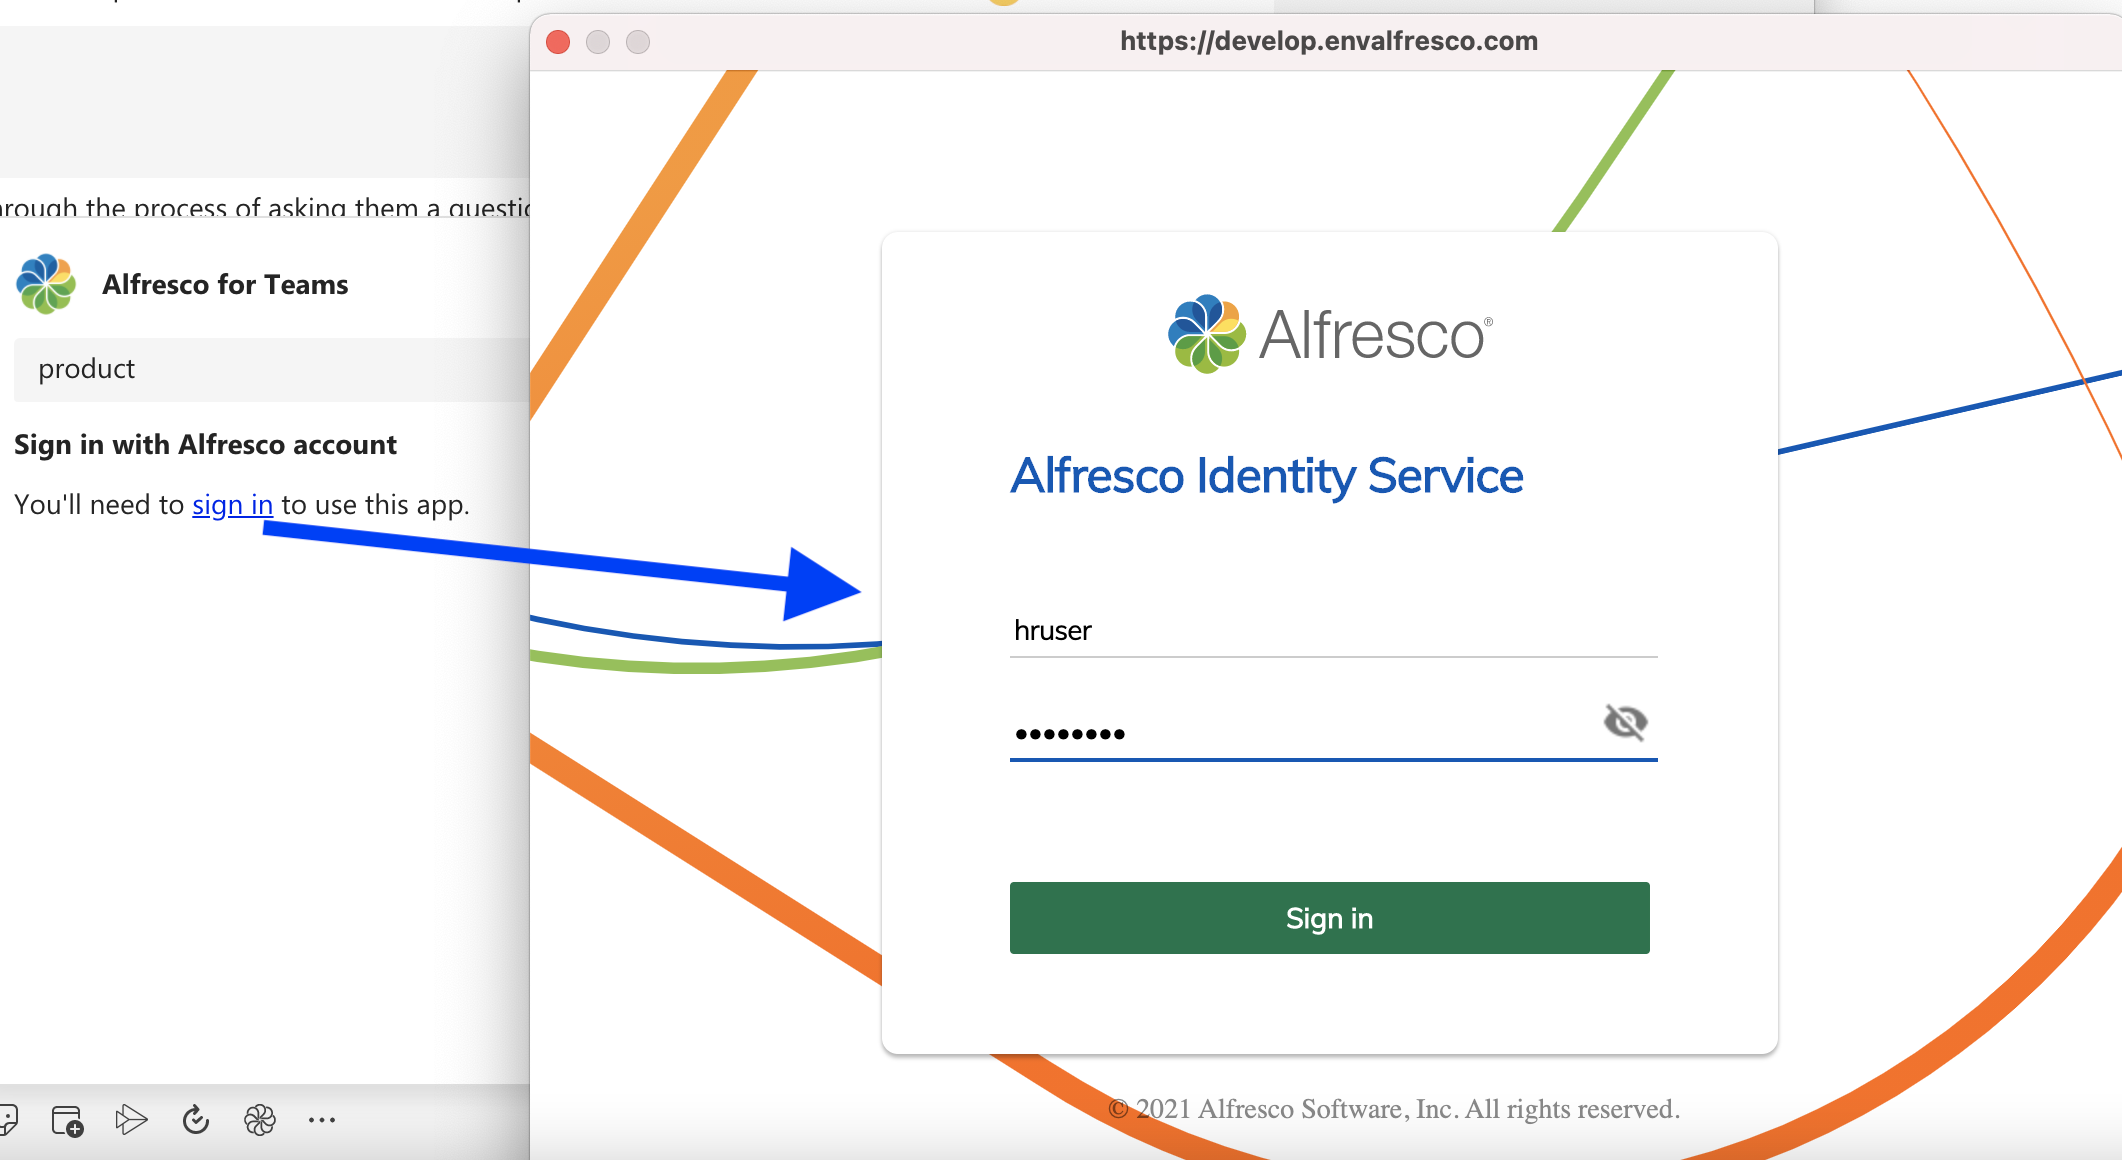 https://develop.envalfresco.com
through the process of asking them a
Alfresco for Teams
product
Sign in with Alfresco account
You'll need to sign in to use this app.
Alfresco®
Alfresco Identity Service
hruser
••••••••
Sign in
© 2021 Alfresco Software, Inc. All rights reserved.